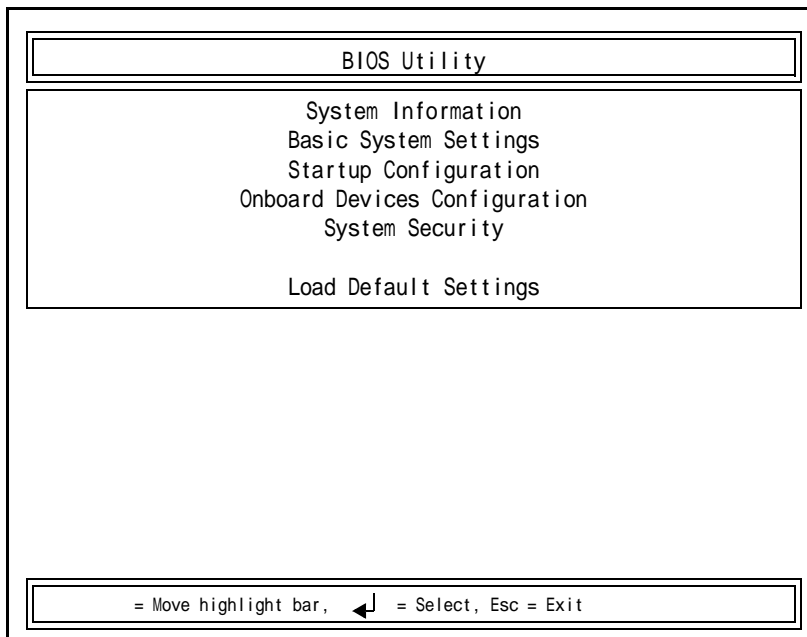 BIOS Utility
System Information
Basic System Settings
Startup Configuration
Onboard Devices Configuration
System Security
Load Default Settings
= Move highlight bar, ↵ = Select, Esc = Exit